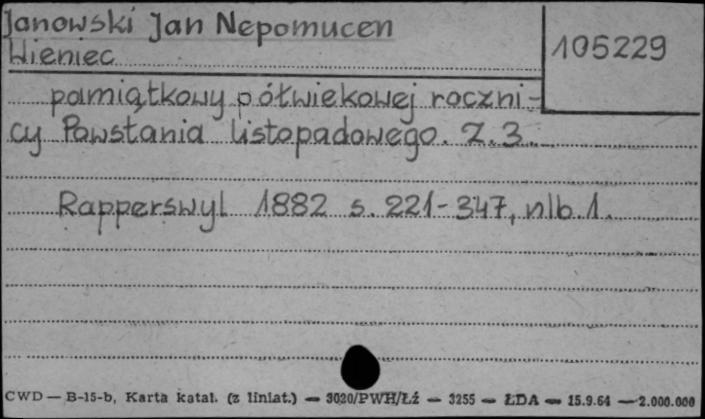 Janowski Jan Nepomucen
105229
Wieniec
pamiątkowy półwiekowej roczni-
cy Powstania listopadowego. Z.3
Rapperswyl 1882 s. 221-347, nlb. 1.
CWD — B-15-b, Karta katal. (z liniat.) — 3020/PWH/Łź — 3255 — ŁDA — 15.9.64 — 2.000.000